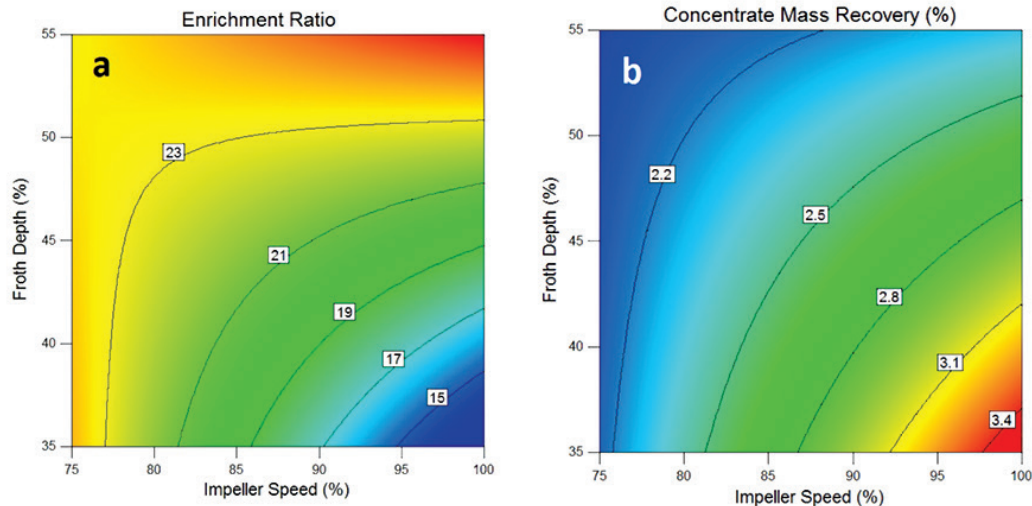 Enrichment Ratio
a
55
50
45
40
35
Froth Depth (%)
23
21
19
17
15
75 80 85 90 95 100
Impeller Speed (%)
Concentrate Mass Recovery (%)
b
55
50
45
40
35
Froth Depth (%)
2.2
2.5
2.8
3.1
3.4
75 80 85 90 95 100
Impeller Speed (%)